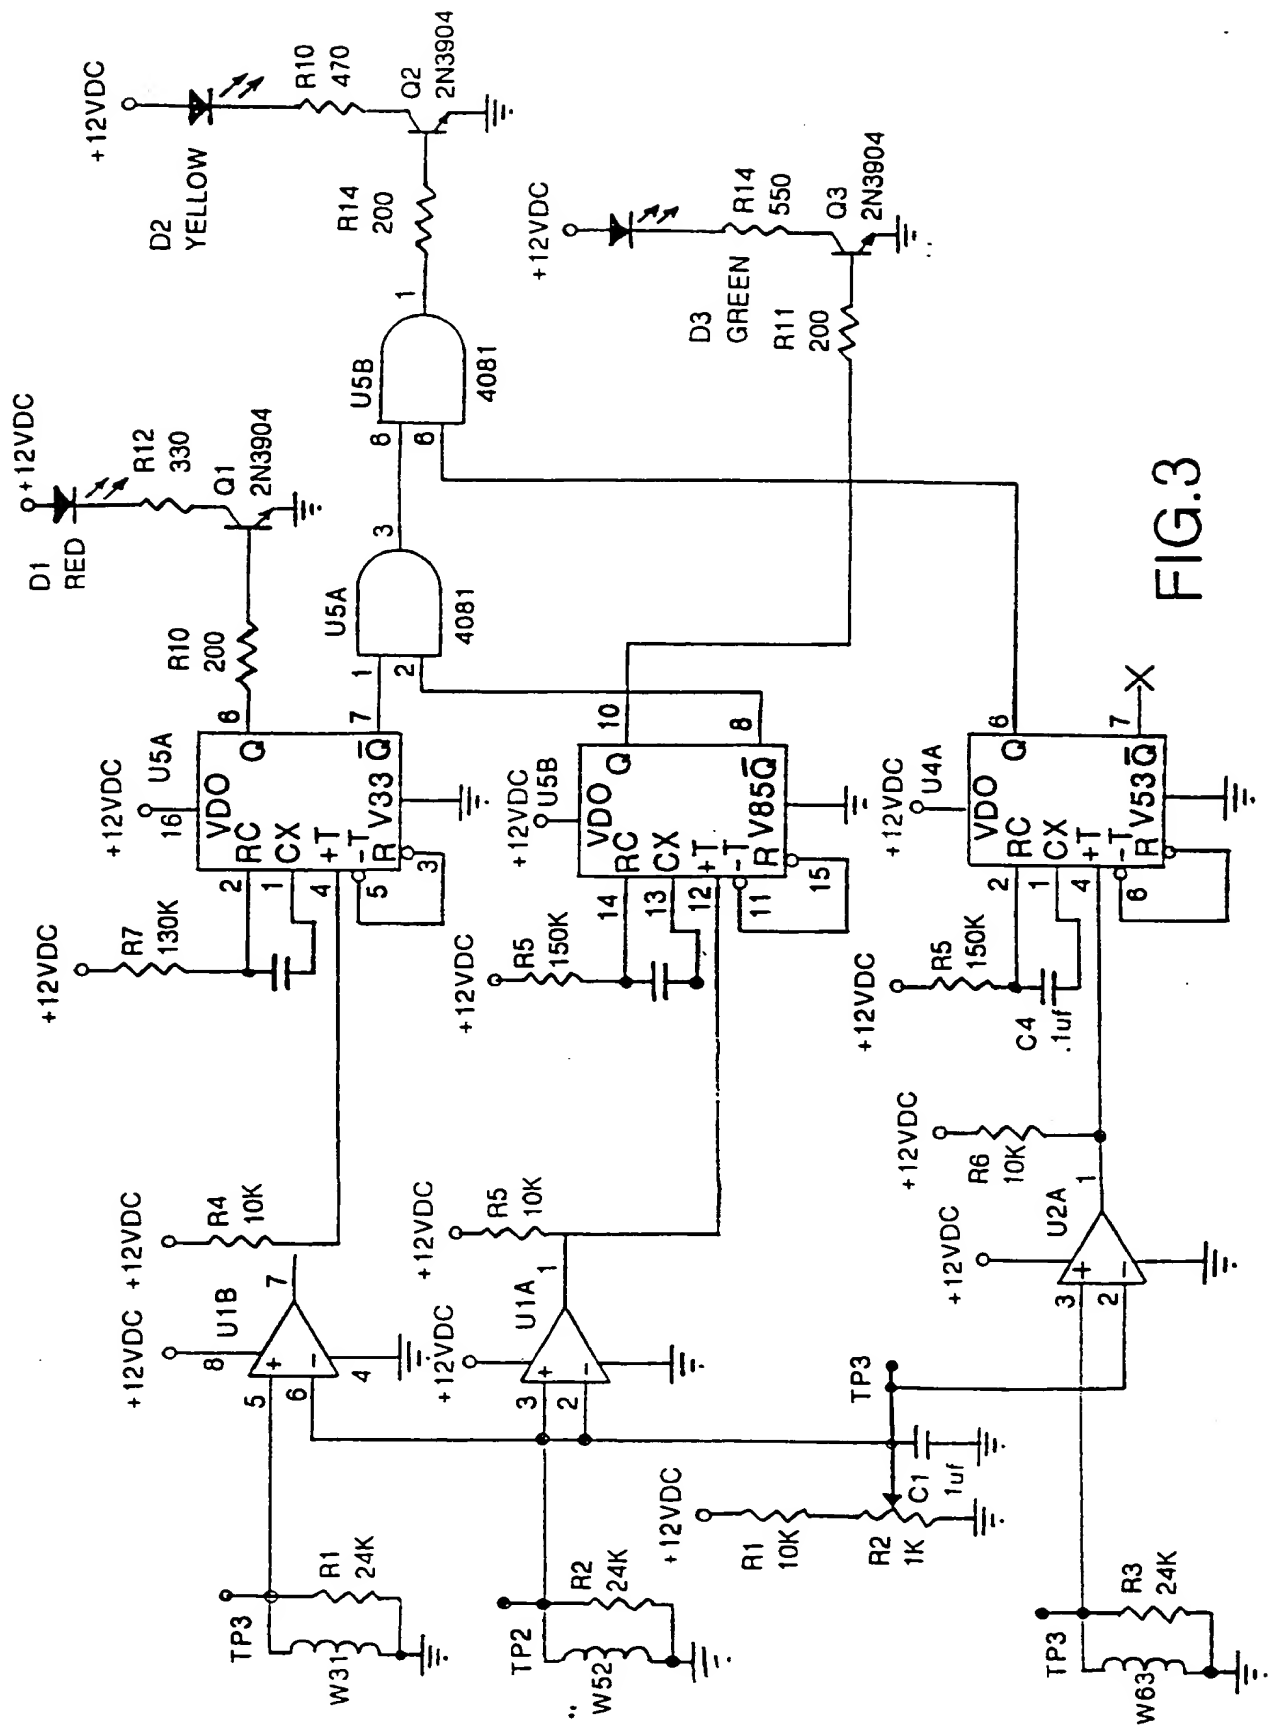 D1
RED
+12VDC
R12
330
Q1
2N3904
D2
YELLOW
+12VDC
R10
470
Q2
2N3904
R14
200
1
U5B
4081
8
6
3
U5A
4081
1
2
R10
200
6
7
+12VDC
16
U5A
VDO
RC
CX
+T
-T
R
V33
Q
Q̅
2
1
4
5
3
+12VDC
R7
130K
+12VDC
R4
10K
+12VDC
8
U1B
7
5
6
+
-
4
TP3
W31
R1
24K
+12VDC
D3
GREEN
R14
550
Q3
2N3904
R11
200
10
8
+12VDC
U5B
VDO
RC
CX
+T
-T
R
V85
Q
Q̅
14
13
12
11
15
+12VDC
R5
150K
+12VDC
R5
10K
+12VDC
U1A
1
3
2
+
-
TP2
W52
R2
24K
+12VDC
R1
10K
R2
1K
C1
1uf
TP3
6
7
+12VDC
U4A
VDO
RC
CX
+T
-T
R
V53
Q
Q̅
2
1
4
6
+12VDC
R5
150K
C4
.1uf
+12VDC
R6
10K
+12VDC
U2A
1
3
2
+
-
TP3
W63
R3
24K
FIG.3